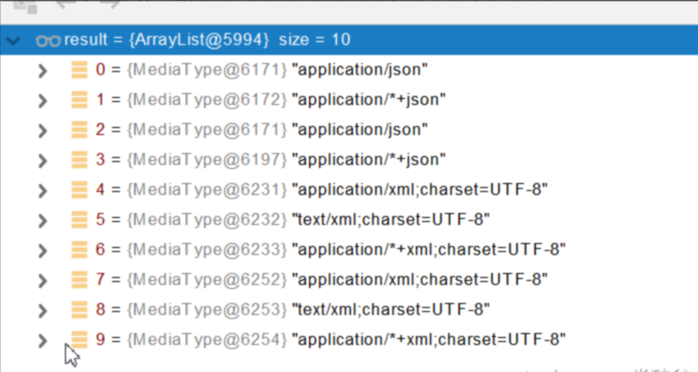 result = {ArrayList@5994} size = 10
0 = {MediaType@6171} "application/json"
1 = {MediaType@6172} "application/*+json"
2 = {MediaType@6171} "application/json"
3 = {MediaType@6197} "application/*+json"
4 = {MediaType@6231} "application/xml;charset=UTF-8"
5 = {MediaType@6232} "text/xml;charset=UTF-8"
6 = {MediaType@6233} "application/*+xml;charset=UTF-8"
7 = {MediaType@6252} "application/xml;charset=UTF-8"
8 = {MediaType@6253} "text/xml;charset=UTF-8"
9 = {MediaType@6254} "application/*+xml;charset=UTF-8"